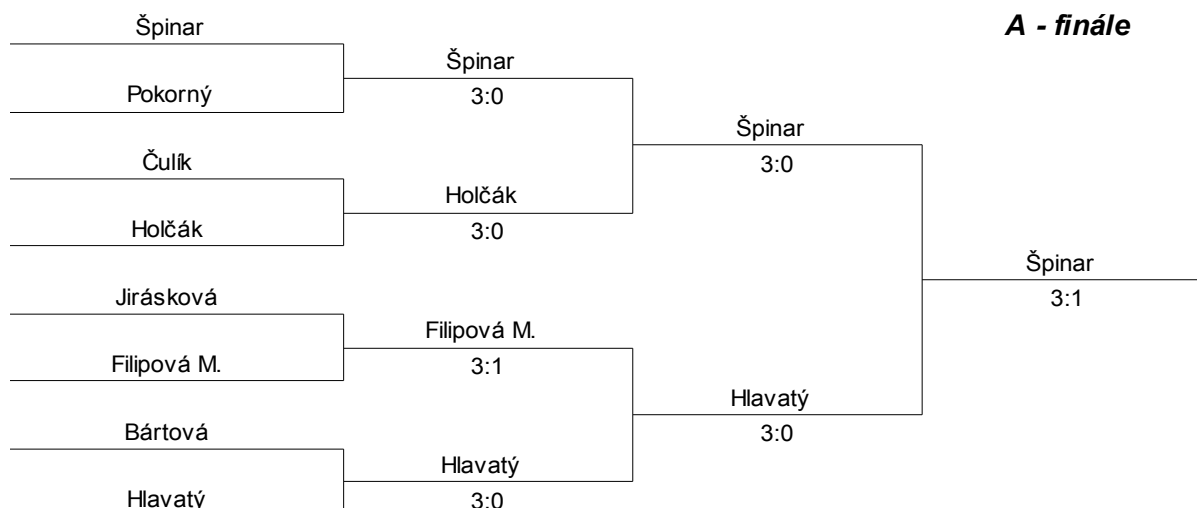 Špinar
A - finále
Špinar
Pokorný
3:0
Špinar
Čulík
3:0
Holčák
Holčák
3:0
Špinar
Jirásková
3:1
Filipová M.
Filipová M.
3:1
Hlavatý
Bártová
3:0
Hlavatý
Hlavatý
3:0